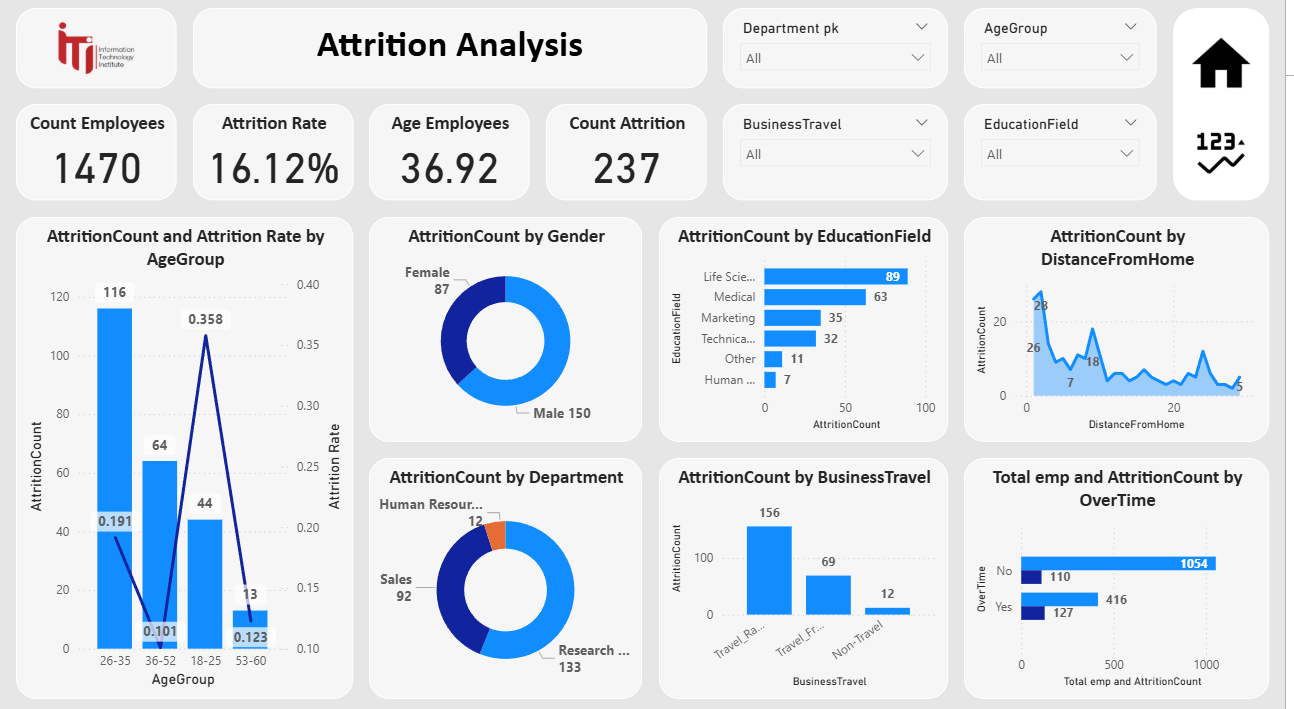 iTi Information
Technology
Institute
Attrition Analysis
Department pk
All
AgeGroup
All
Count Employees
1470
Attrition Rate
16.12%
Age Employees
36.92
Count Attrition
237
BusinessTravel
All
EducationField
All
123
AttritionCount and Attrition Rate by
AgeGroup
AttritionCount
120
100
80
60
40
20
0
116
64
44
13
0.191
0.101
0.358
0.123
0.40
0.35
0.30
0.25
0.20
0.15
0.10
Attrition Rate
26-35 36-52 18-25 53-60
AgeGroup
AttritionCount by Gender
Female
87
Male 150
AttritionCount by EducationField
EducationField
Life Scie... 89
Medical 63
Marketing 35
Technica... 32
Other 11
Human ... 7
0 50 100
AttritionCount
AttritionCount by
DistanceFromHome
AttritionCount
20
0
28
26
7
18
5
0 20
DistanceFromHome
AttritionCount by Department
Human Resour...
12
Sales
92
Research ...
133
AttritionCount by BusinessTravel
AttritionCount
100
0
156
69
12
Travel_Ra...
Travel_Fr...
Non-Travel
BusinessTravel
Total emp and AttritionCount by
OverTime
OverTime
No
1054
110
Yes
416
127
0 500 1000
Total emp and AttritionCount